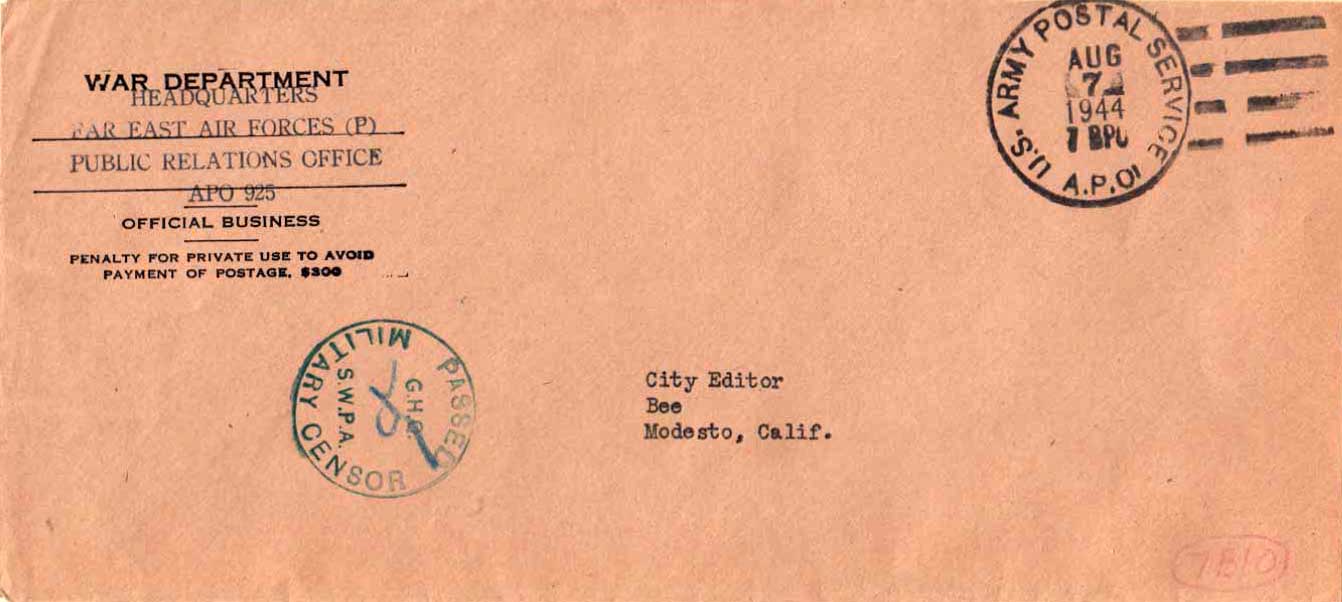 WAR DEPARTMENT
HEADQUARTERS
FAR EAST AIR FORCES (P)
PUBLIC RELATIONS OFFICE
APO 925
OFFICIAL BUSINESS
PENALTY FOR PRIVATE USE TO AVOID
PAYMENT OF POSTAGE, $300
U.S. ARMY POSTAL SERVICE
A.P.O.
AUG
7
1944
PASSED
MILITARY CENSOR
G.H.Q.
S.W.P.A.
City Editor
Bee
Modesto, Calif.